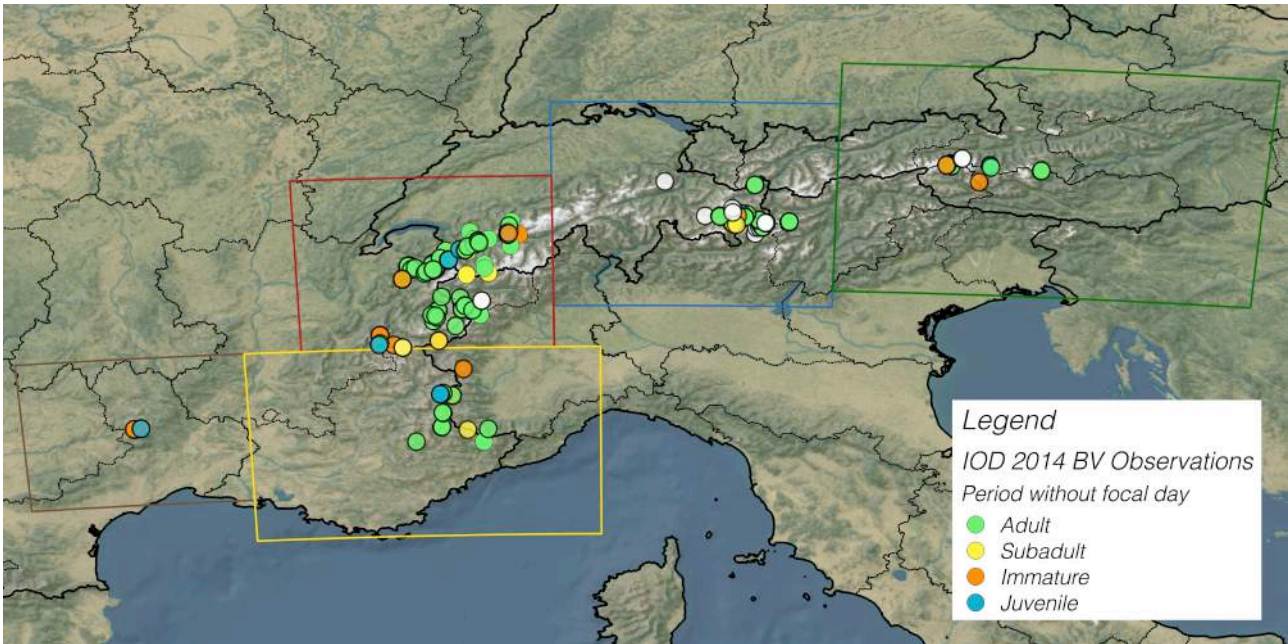 Legend
IOD 2014 BV Observations
Period without focal day
Adult
Subadult
Immature
Juvenile